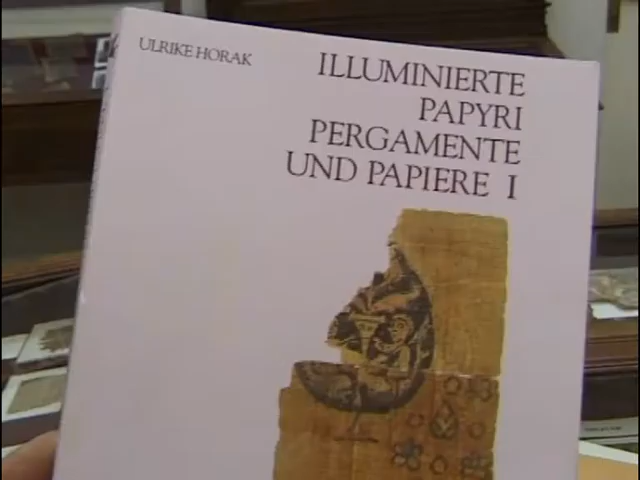 ULRIKE HORAK
ILLUMINIERTE
PAPYRI
PERGAMENTE
UND PAPIERE I